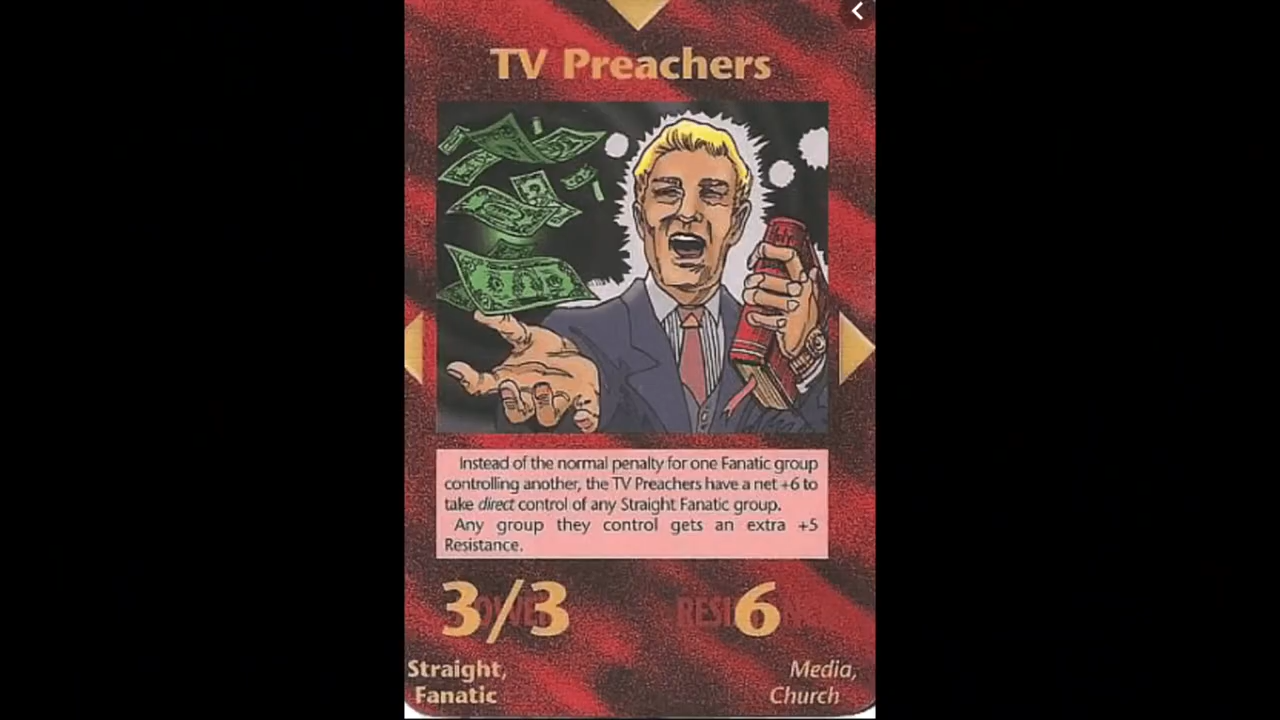 TV Preachers
Instead of the normal penalty for one Fanatic group
controlling another, the TV Preachers have a net +6 to
take direct control of any Straight Fanatic group.
Any group they control gets an extra +5
Resistance.
3/3 6
Straight,
Fanatic
Media,
Church